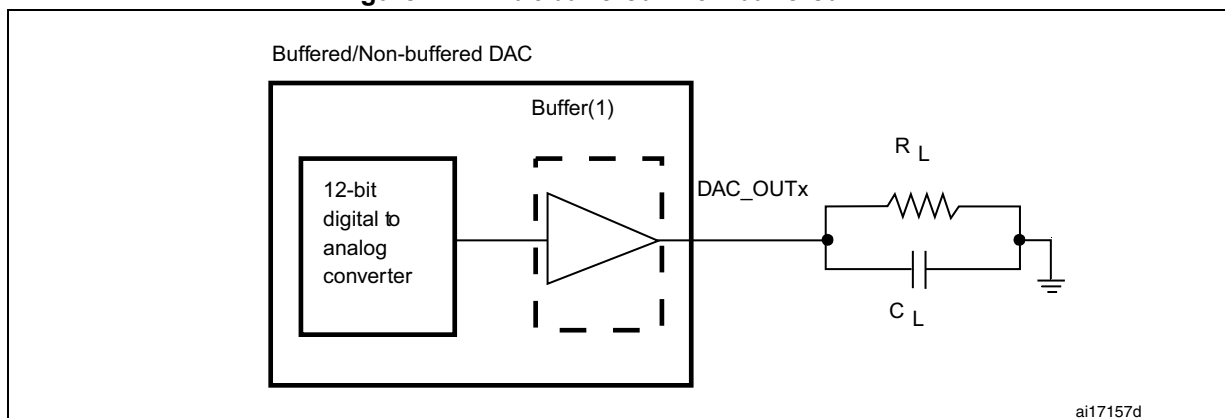 Buffered/Non-buffered DAC
Buffer(1)
12-bit
digital to
analog
converter
DAC_OUTx
R L
C L
ai17157d